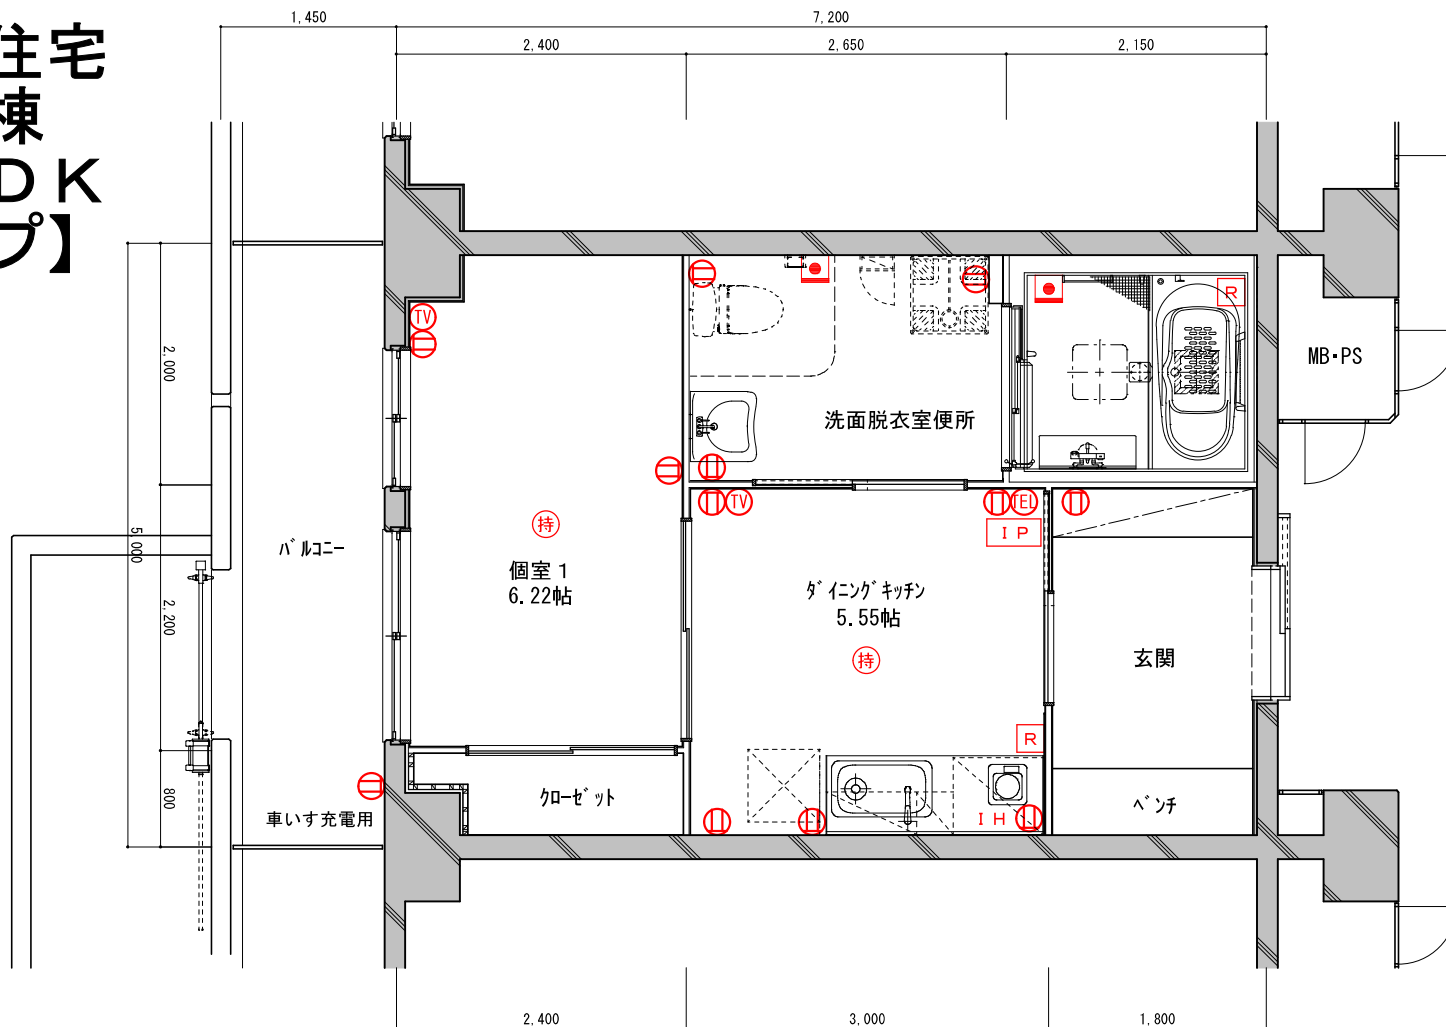 住宅
棟
ＤＫ
プ】
1,450
7,200
2,400
2,650
2,150
2,000
5,000
2,200
800
TV
R
MB・PS
洗面脱衣室便所
TV
TEL
ＩＰ
持
バルコニー
個室１
6.22帖
ダイニングキッチン
5.55帖
持
玄関
R
クローゼット
ＩＨ
ベンチ
車いす充電用
2,400
3,000
1,800